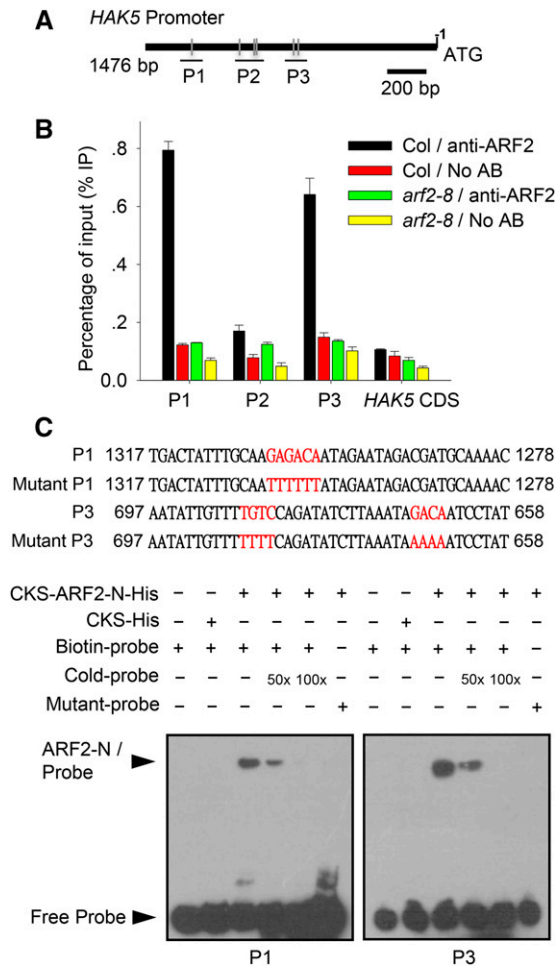 A
HAK5 Promoter
-1
1476 bp
P1
P2
P3
ATG
200 bp
B
Percentage of input (% IP)
.8
.6
.4
.2
0.0
Col / anti-ARF2
Col / No AB
arf2-8 / anti-ARF2
arf2-8 / No AB
P1 P2 P3 HAK5 CDS
C
P1 1317 TGACTATTTGCAAGAGACAATAGAATAGACGATGCAAAAC 1278
Mutant P1 1317 TGACTATTTGCAATTTTTTATAGAATAGACGATGCAAAAC 1278
P3 697 AATATTGTTTTGTCCAGATATCTTAAATAGACAATCCTAT 658
Mutant P3 697 AATATTGTTTTTTTCAGATATCTTAAATAAAAAATCCTAT 658
CKS-ARF2-N-His – – + + + + – – + + + +
CKS-His – + – – – – – + – – – –
Biotin-probe + + + + + – + + + + + –
Cold-probe – – – 50x 100x – – – – 50x 100x –
Mutant-probe – – – – – + – – – – – +
ARF2-N /
Probe
Free Probe
P1 P3